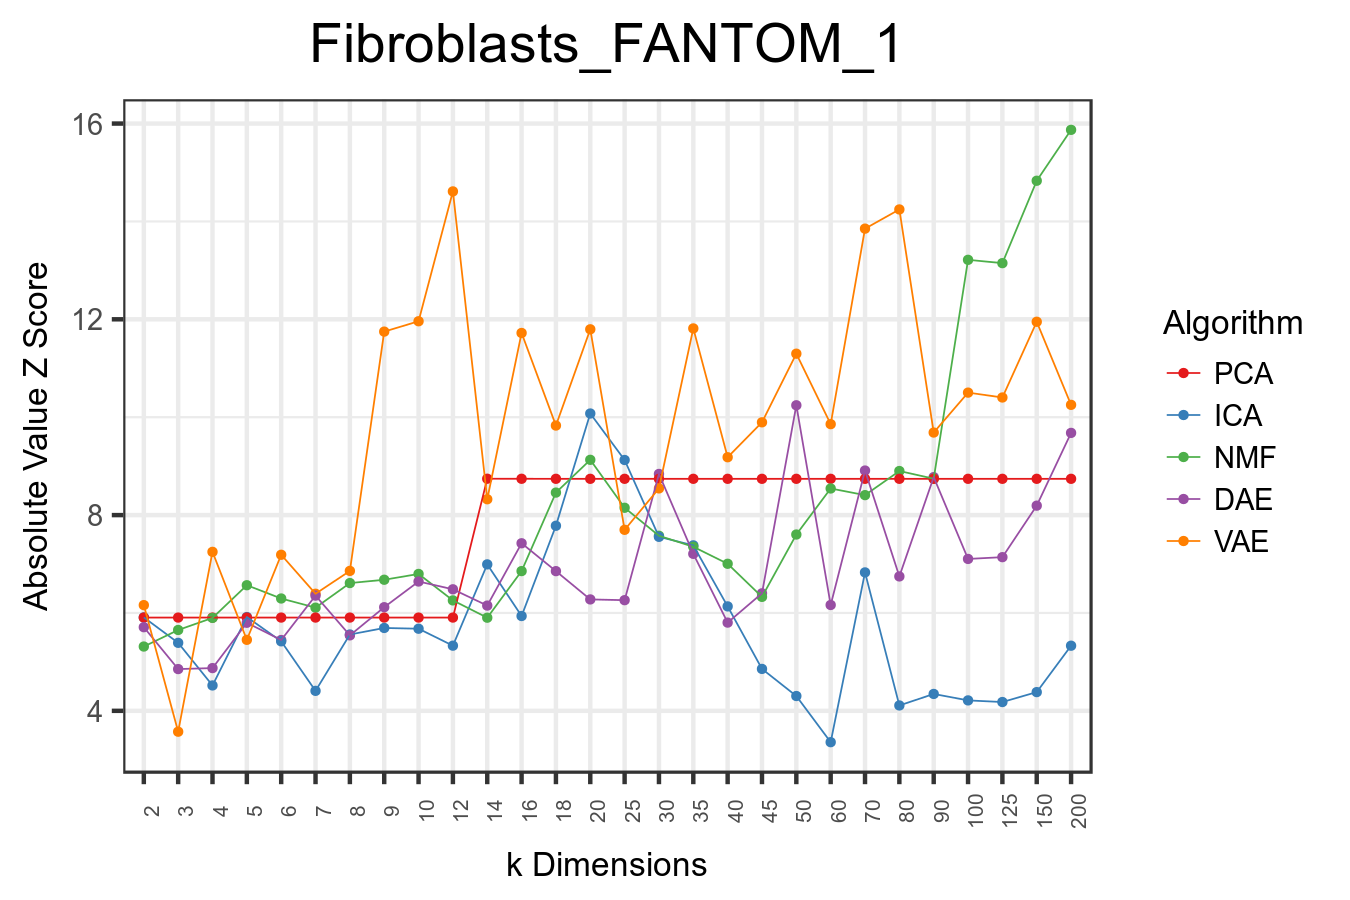 Fibroblasts_FANTOM_1
Absolute Value Z Score
16
12
8
4
2 3 4 5 6 7 8 9 10 12 14 16 18 20 25 30 35 40 45 50 60 70 80 90 100 125 150 200
k Dimensions
Algorithm
PCA
ICA
NMF
DAE
VAE